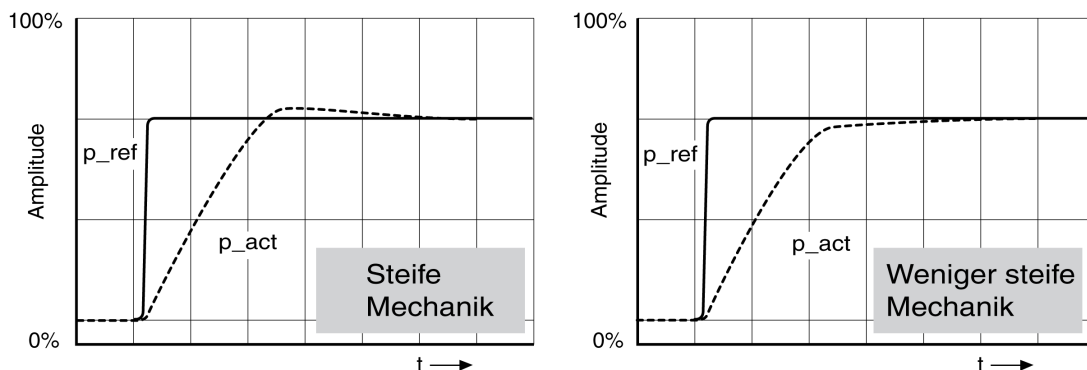 100%
Amplitude
p_ref
p_act
Steife
Mechanik
0%
t
100%
Amplitude
p_ref
p_act
Weniger steife
Mechanik
0%
t